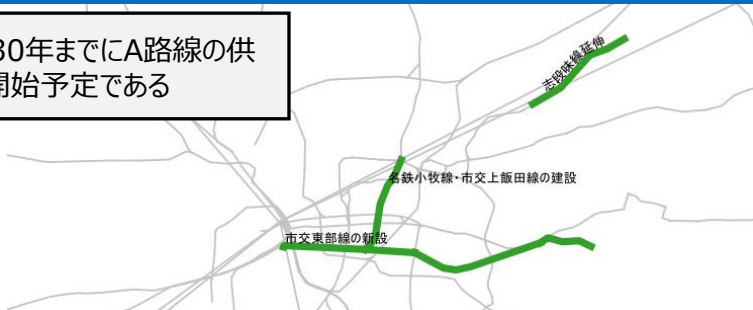 30年までにA路線の供
開始予定である
志段味線延伸
名鉄小牧線・市交上飯田線の建設
市交東部線の新設